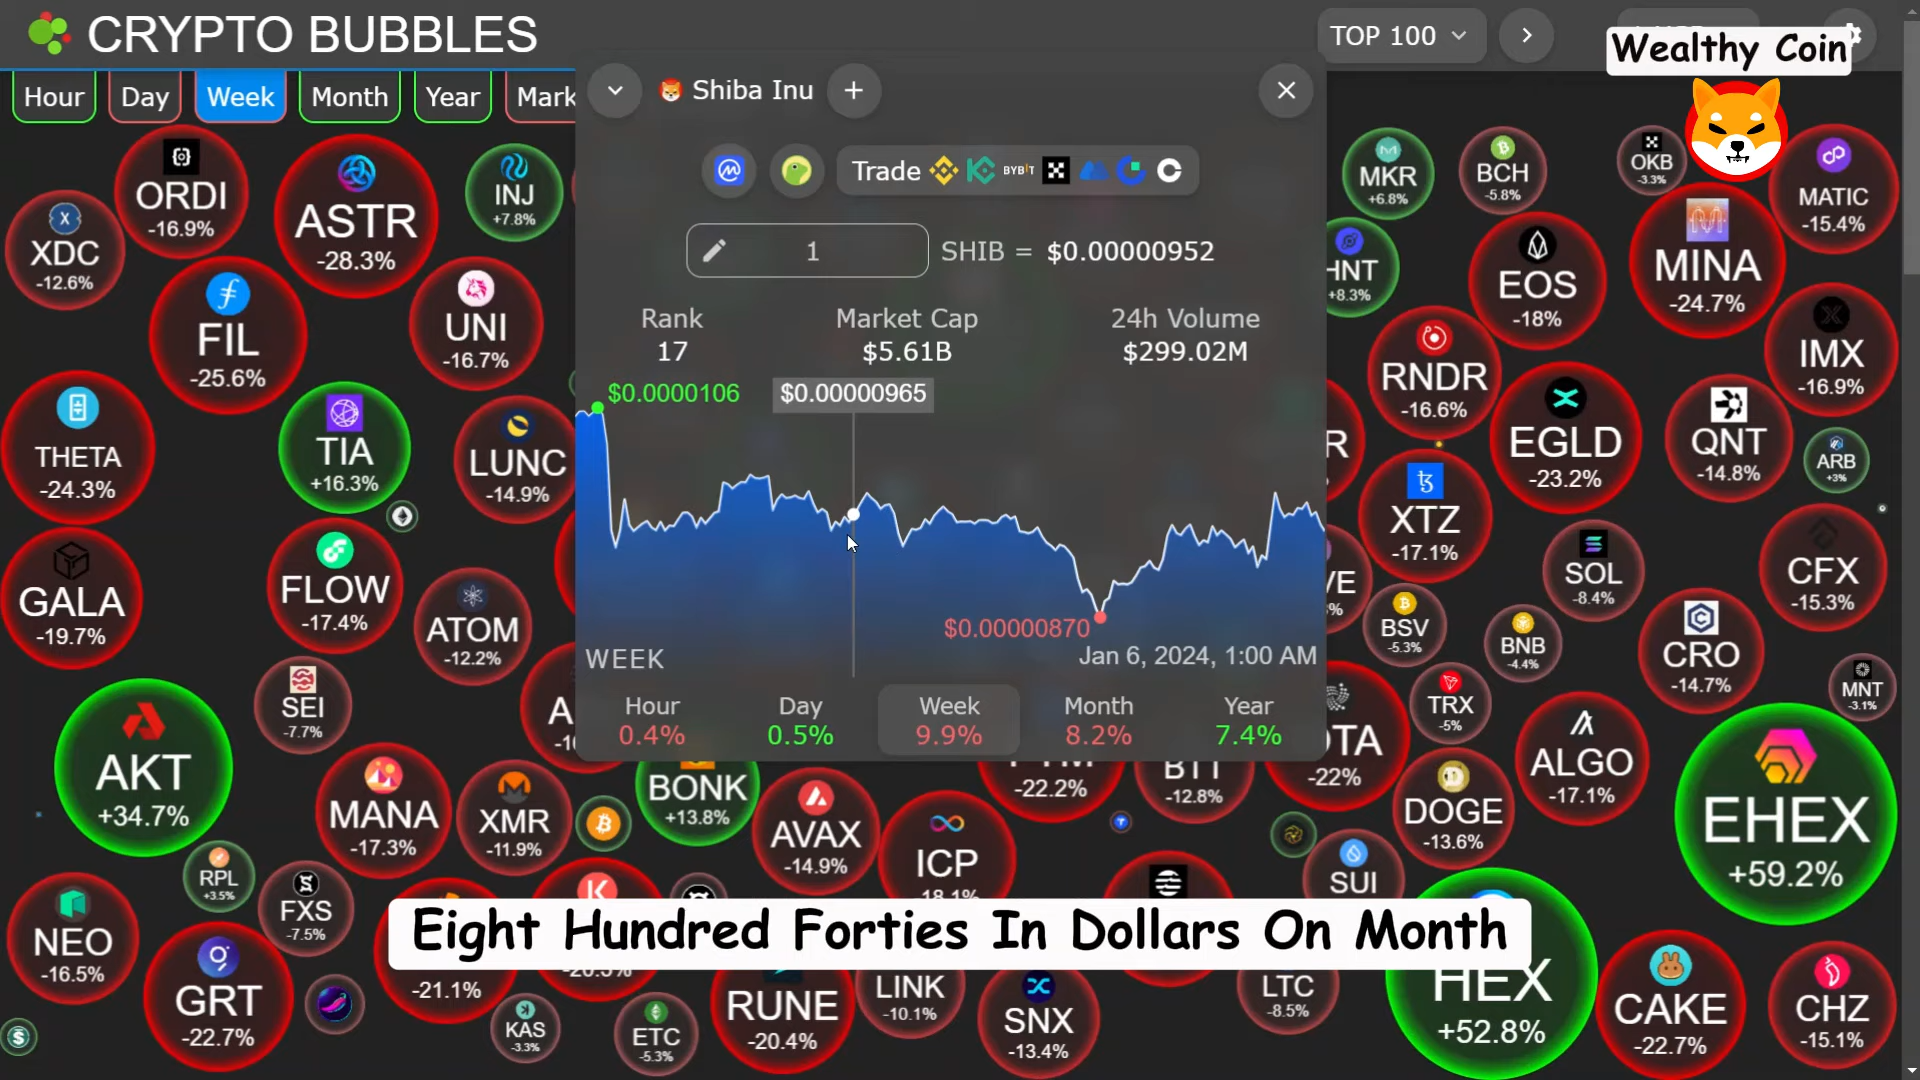 CRYPTO BUBBLES
TOP 100
Wealthy Coin
Hour
Day
Week
Month
Year
Shiba Inu
Trade
BYBIT
1
SHIB =
$0.00000952
Rank
17
Market Cap
$5.61B
24h Volume
$299.02M
$0.0000106
$0.00000965
$0.00000870
WEEK
Jan 6, 2024, 1:00 AM
Hour
0.4%
Day
0.5%
Week
9.9%
Month
8.2%
Year
7.4%
ORDI
-16.9%
ASTR
-28.3%
INJ
+7.8%
XDC
-12.6%
FIL
-25.6%
UNI
-16.7%
THETA
-24.3%
TIA
+16.3%
LUNC
-14.9%
GALA
-19.7%
FLOW
-17.4%
ATOM
-12.2%
SEI
-7.7%
AKT
+34.7%
MANA
-17.3%
XMR
-11.9%
BONK
+13.8%
AVAX
-14.9%
ICP
-22.2%
BTT
-12.8%
-22%
MKR
+6.8%
BCH
-5.8%
OKB
-3.3%
MATIC
-15.4%
HNT
+8.3%
EOS
-18%
MINA
-24.7%
RNDR
-16.6%
IMX
-16.9%
EGLD
-23.2%
QNT
-14.8%
ARB
+3%
XTZ
-17.1%
SOL
-8.4%
CFX
-15.3%
BSV
-5.3%
BNB
-4.4%
CRO
-14.7%
TRX
-5%
MNT
-3.1%
ALGO
-17.1%
DOGE
-13.6%
EHEX
+59.2%
SUI
RPL
+3.5%
FXS
-7.5%
NEO
-16.5%
GRT
-22.7%
Eight Hundred Forties In Dollars On Month
-21.1%
KAS
-3.3%
ETC
-5.3%
RUNE
-20.4%
LINK
-10.1%
SNX
-13.4%
LTC
-8.5%
HEX
+52.8%
CAKE
-22.7%
CHZ
-15.1%